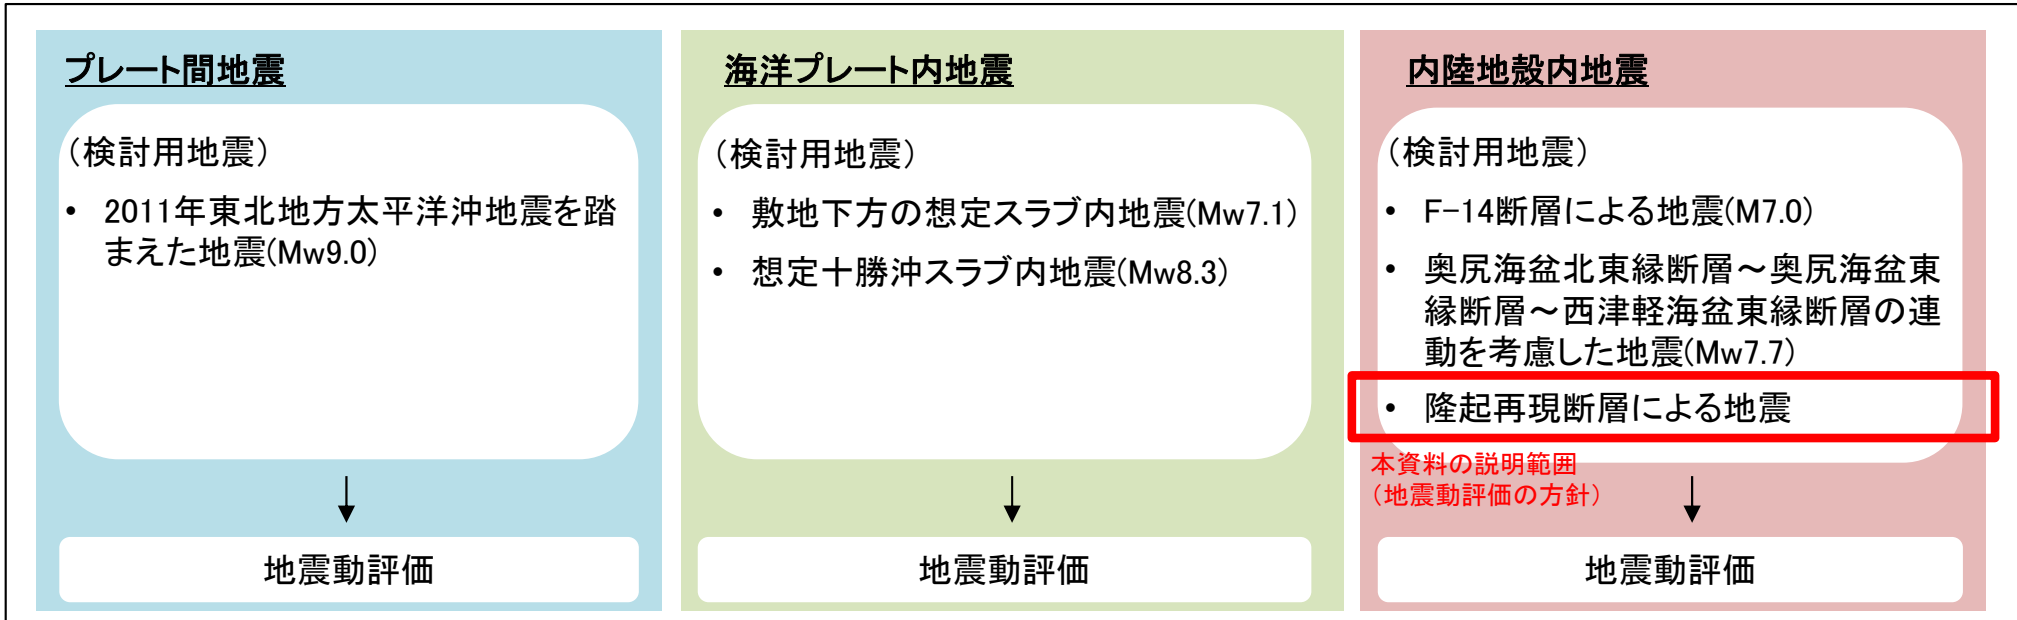 プレート間地震
(検討用地震)
• 2011年東北地方太平洋沖地震を踏
まえた地震(Mw9.0)
地震動評価
海洋プレート内地震
(検討用地震)
• 敷地下方の想定スラブ内地震(Mw7.1)
• 想定十勝沖スラブ内地震(Mw8.3)
地震動評価
内陸地殻内地震
(検討用地震)
• F-14断層による地震(M7.0)
• 奥尻海盆北東縁断層～奥尻海盆東
縁断層～西津軽海盆東縁断層の連
動を考慮した地震(Mw7.7)
• 隆起再現断層による地震
本資料の説明範囲
(地震動評価の方針)
地震動評価